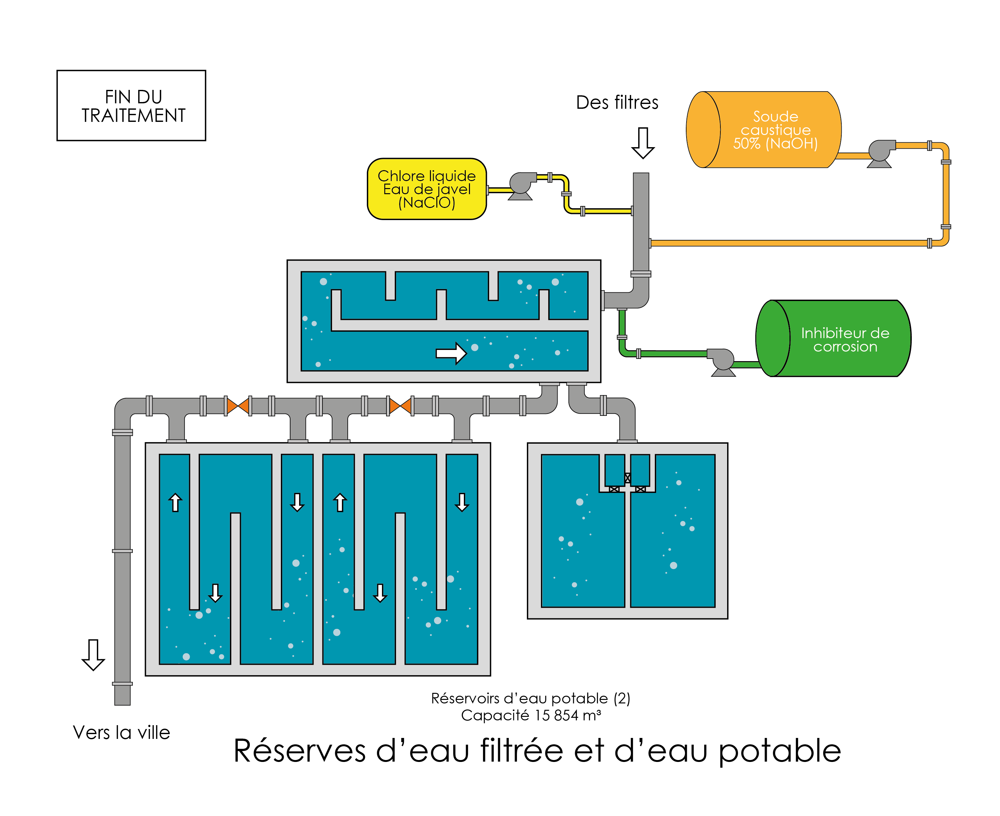 FIN DU
TRAITEMENT
Des filtres
Soude
caustique
50% (NaOH)
Chlore liquide
Eau de javel
(NaClO)
Inhibiteur de
corrosion
Réservoirs d’eau potable (2)
Capacité 15 854 m³
Vers la ville
Réserves d’eau filtrée et d’eau potable